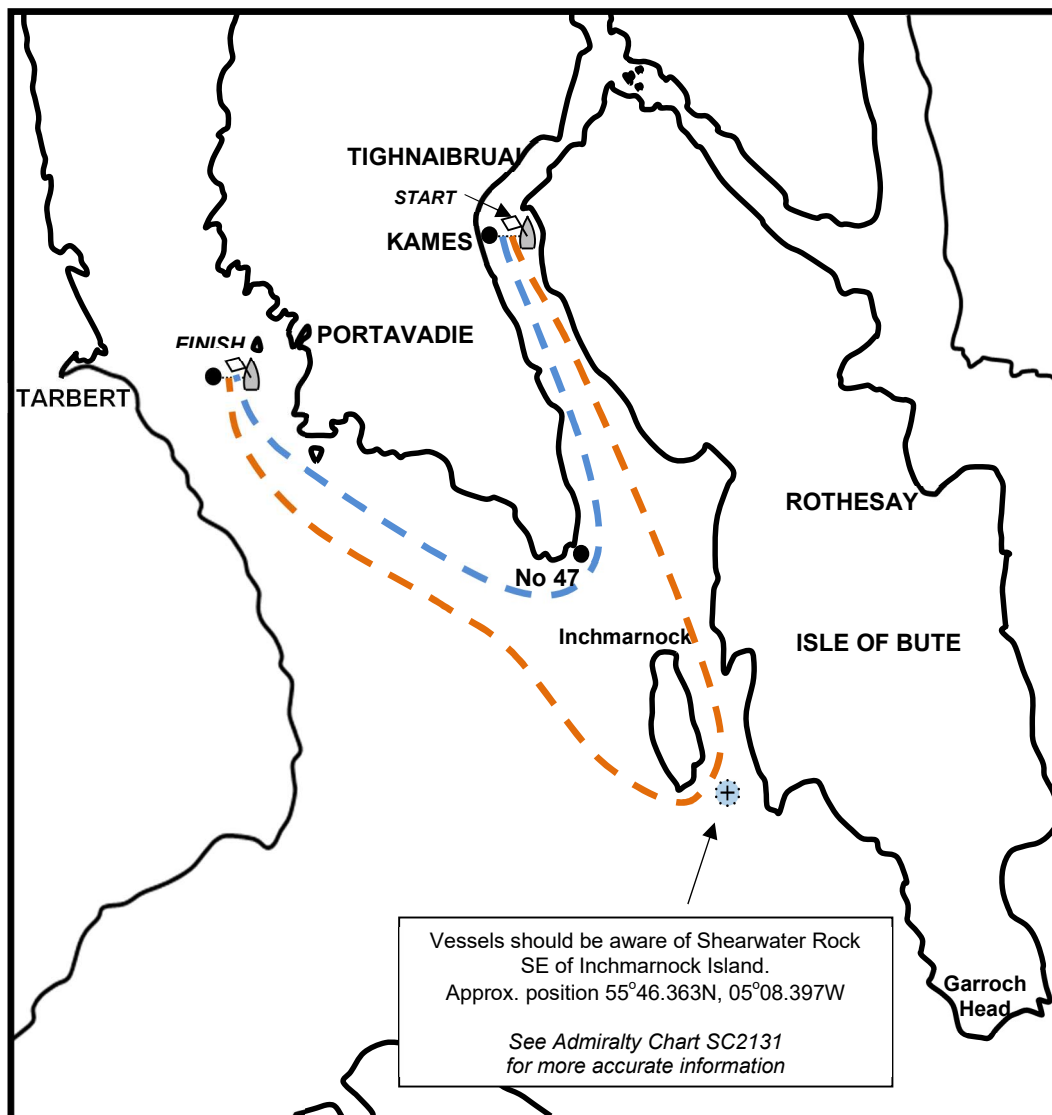 TIGHNAIBRUAI
START
KAMES
PORTAVADIE
FINISH
TARBERT
ROTHESAY
No 47
Inchmarnock
ISLE OF BUTE
Vessels should be aware of Shearwater Rock
SE of Inchmarnock Island.
Approx. position 55°46.363N, 05°08.397W
See Admiralty Chart SC2131
for more accurate information
Garroch
Head